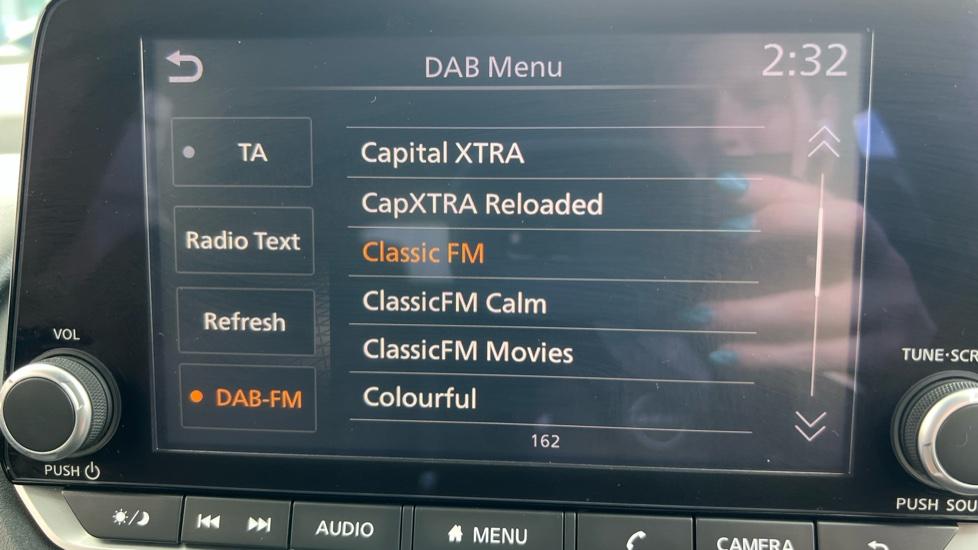 DAB Menu
2:32
TA
Radio Text
Refresh
DAB-FM
Capital XTRA
CapXTRA Reloaded
Classic FM
ClassicFM Calm
ClassicFM Movies
Colourful
162
VOL
PUSH
TUNE·SCR
PUSH SOU
AUDIO
MENU
CAMERA